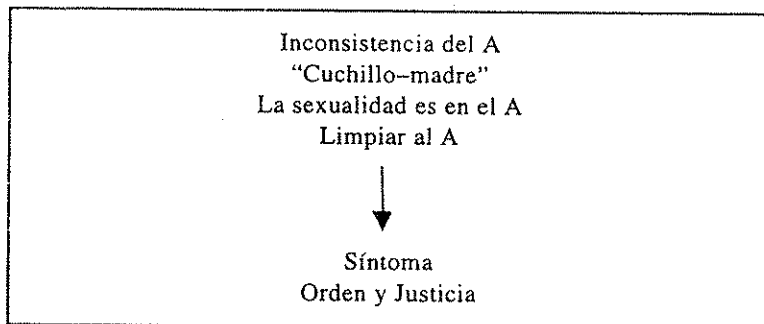 Inconsistencia del A
“Cuchillo–madre”
La sexualidad es en el A
Limpiar al A
Síntoma
Orden y Justicia